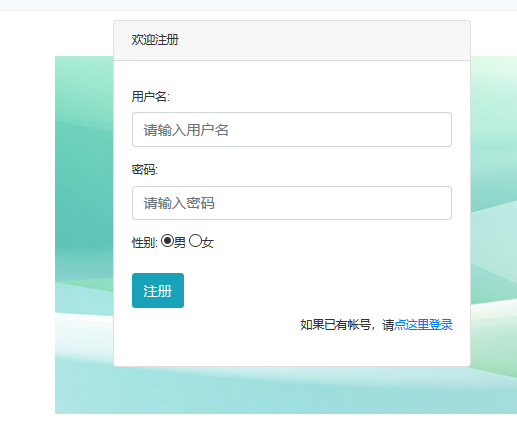 欢迎注册
用户名:
请输入用户名
密码:
请输入密码
性别: 男 女
注册
如果已有帐号，请点这里登录